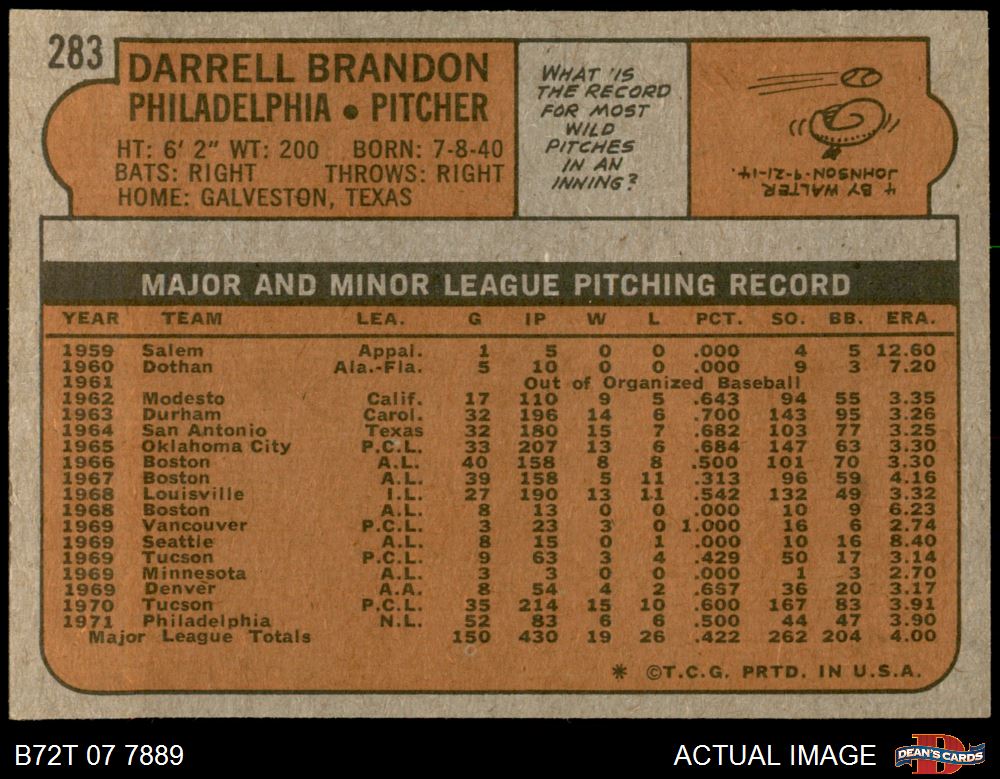 283
DARRELL BRANDON
PHILADELPHIA • PITCHER
HT: 6' 2" WT: 200 BORN: 7-8-40
BATS: RIGHT THROWS: RIGHT
HOME: GALVESTON, TEXAS
WHAT IS
THE RECORD
FOR MOST
WILD
PITCHES
IN AN
INNING?
4 BY WALTER
JOHNSON-9-21-14.
MAJOR AND MINOR LEAGUE PITCHING RECORD
YEAR TEAM LEA. G IP W L PCT. SO. BB. ERA.
1959 Salem Appal. 1 5 0 0 .000 4 5 12.60
1960 Dothan Ala.-Fla. 5 10 0 0 .000 9 3 7.20
1961 Out of Organized Baseball
1962 Modesto Calif. 17 110 9 5 .643 94 55 3.35
1963 Durham Carol. 32 196 14 6 .700 143 95 3.26
1964 San Antonio Texas 32 180 15 7 .682 103 77 3.25
1965 Oklahoma City P.C.L. 33 207 13 6 .684 147 63 3.30
1966 Boston A.L. 40 158 8 8 .500 101 70 3.30
1967 Boston A.L. 39 158 5 11 .313 96 59 4.16
1968 Louisville I.L. 27 190 13 11 .542 132 49 3.32
1968 Boston A.L. 8 13 0 0 .000 10 9 6.23
1969 Vancouver P.C.L. 3 23 3 0 1.000 16 6 2.74
1969 Seattle A.L. 8 15 0 1 .000 10 16 8.40
1969 Tucson P.C.L. 9 63 3 4 .429 50 17 3.14
1969 Minnesota A.L. 3 3 0 0 .000 1 3 2.70
1969 Denver A.A. 8 54 4 2 .667 36 20 3.17
1970 Tucson P.C.L. 35 214 15 10 .600 167 83 3.91
1971 Philadelphia N.L. 52 83 6 6 .500 44 47 3.90
Major League Totals 150 430 19 26 .422 262 204 4.00
* ©T.C.G. PRTD. IN U.S.A.
B72T 07 7889
ACTUAL IMAGE
DEAN'S CARDS